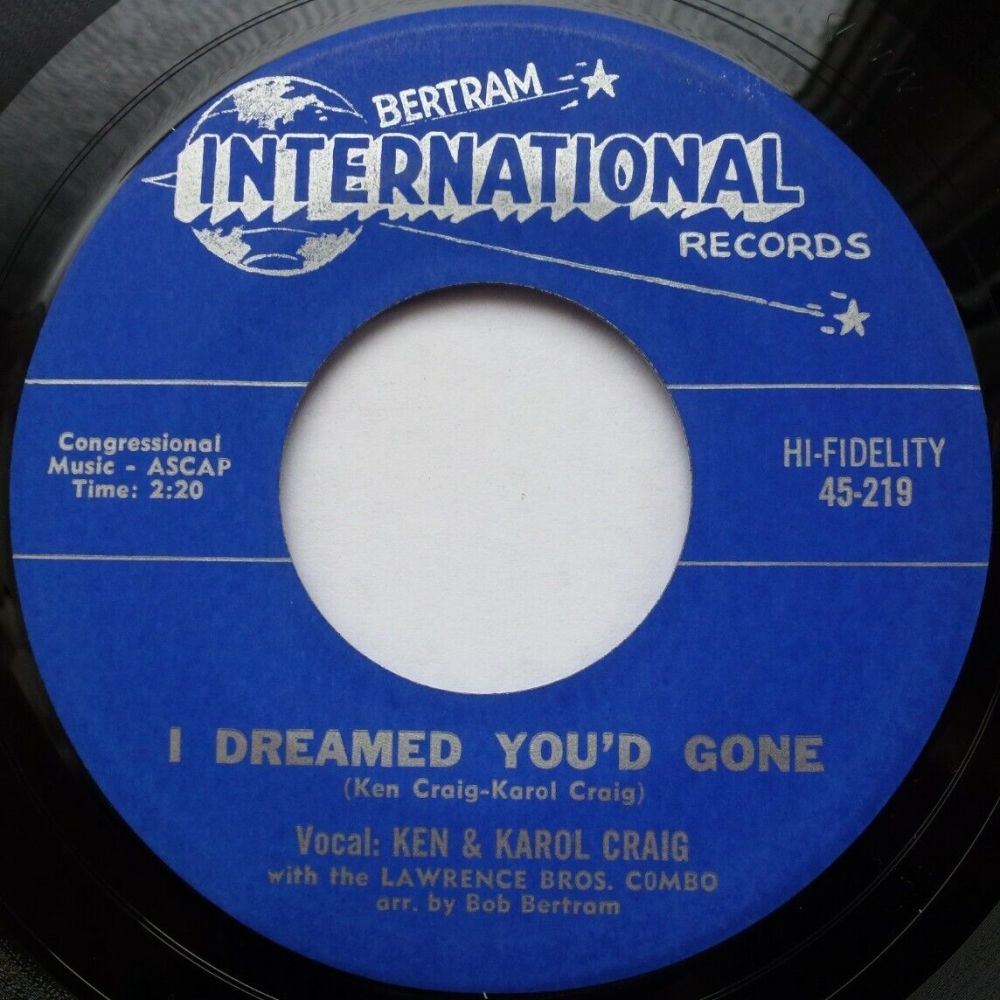 BERTRAM
INTERNATIONAL
RECORDS
Congressional
Music - ASCAP
Time: 2:20
HI-FIDELITY
45-219
I DREAMED YOU'D GONE
(Ken Craig-Karol Craig)
Vocal: KEN & KAROL CRAIG
with the LAWRENCE BROS. COMBO
arr. by Bob Bertram